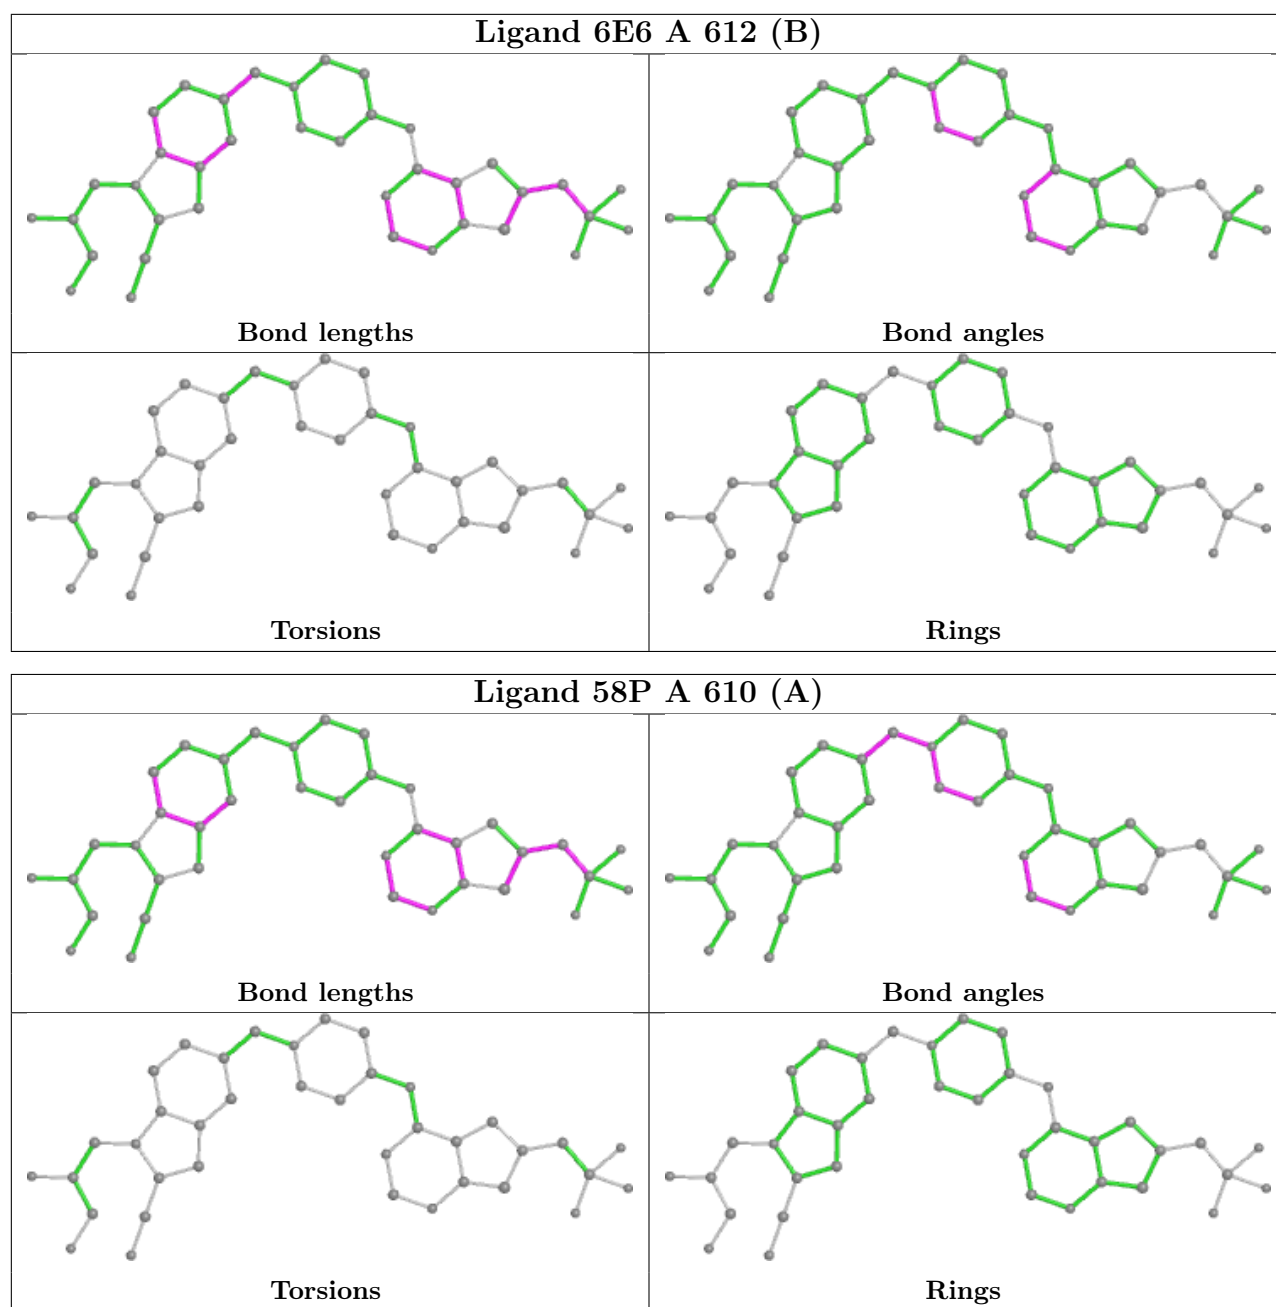 Ligand 6E6 A 612 (B)
Bond lengths
Bond angles
Torsions
Rings
Ligand 58P A 610 (A)
Bond lengths
Bond angles
Torsions
Rings